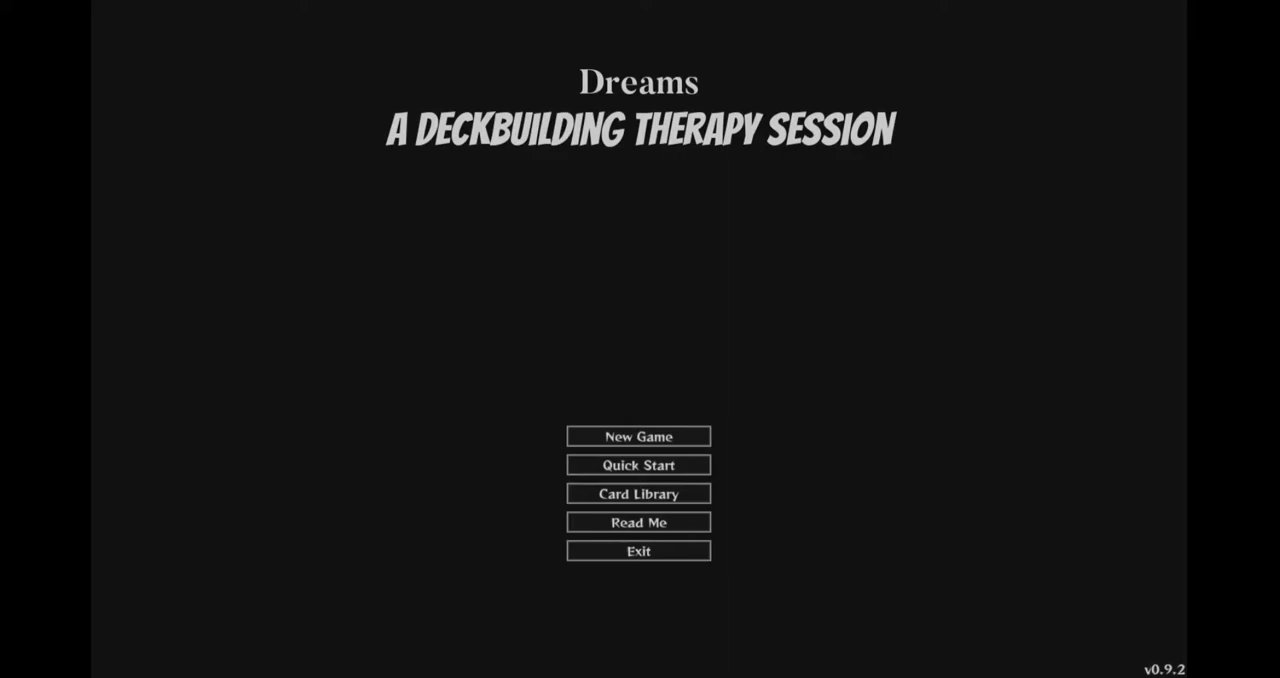 Dreams
A DECKBUILDING THERAPY SESSION
New Game
Quick Start
Card Library
Read Me
Exit
v0.9.2